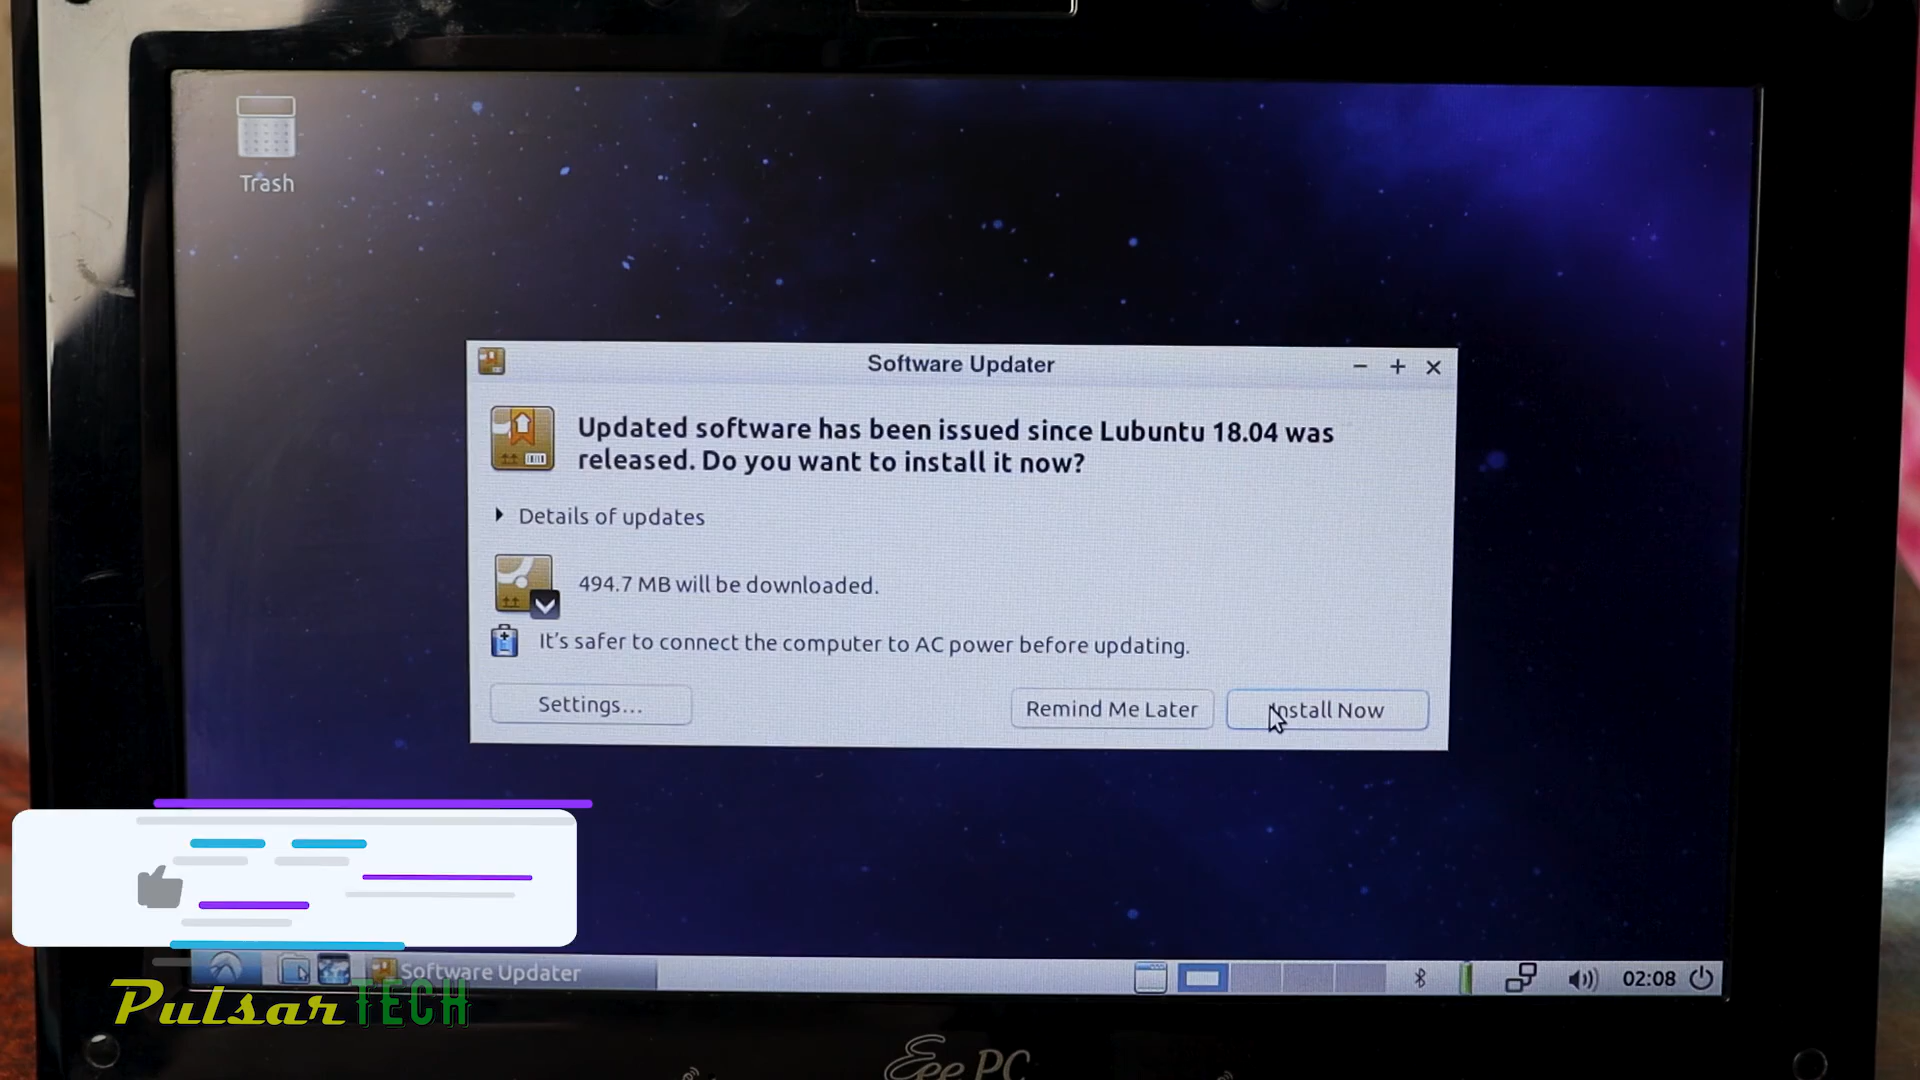 Trash
Software Updater
Updated software has been issued since Lubuntu 18.04 was
released. Do you want to install it now?
Details of updates
494.7 MB will be downloaded.
It's safer to connect the computer to AC power before updating.
Settings...
Remind Me Later
Install Now
Software Updater
02:08
Pulsar TECH
Eee PC